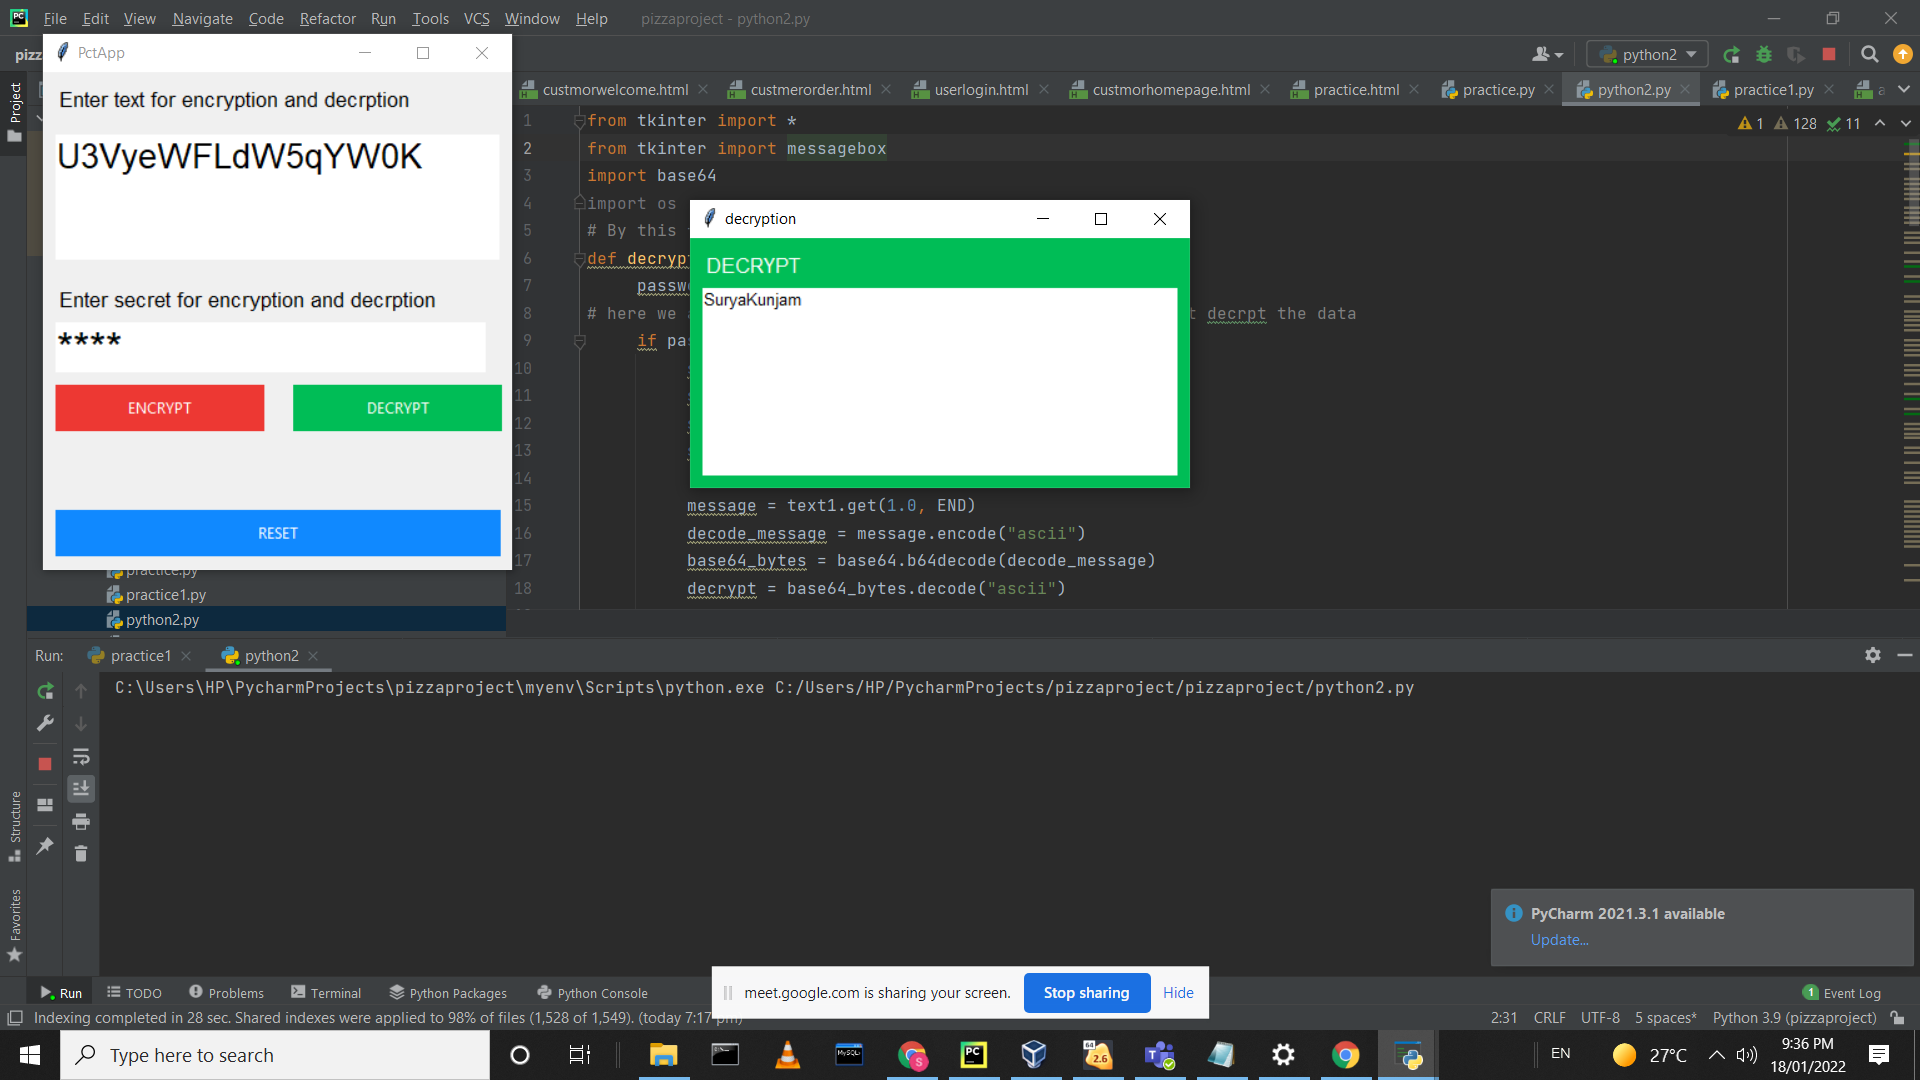 File Edit View Navigate Code Refactor Run Tools VCS Window Help pizzaproject - python2.py
PctApp
Enter text for encryption and decrption
U3VyeWFLdW5qYW0K
Enter secret for encryption and decrption
****
ENCRYPT DECRYPT
RESET
python2
custmorwelcome.html custmerorder.html userlogin.html custmorhomepage.html practice.html practice.py python2.py practice1.py a
1 128 11
1 from tkinter import *
2 from tkinter import messagebox
3 import base64
4 import os
5 # By this
6 def decryp
7 passw
8 # here we t decrpt the data
9 if pa
10
11
12
13
14
15 message = text1.get(1.0, END)
16 decode_message = message.encode("ascii")
17 base64_bytes = base64.b64decode(decode_message)
18 decrypt = base64_bytes.decode("ascii")
decryption
DECRYPT
SuryaKunjam
Project
practice.py
practice1.py
python2.py
Run: practice1 python2
C:\Users\HP\PycharmProjects\pizzaproject\myenv\Scripts\python.exe C:/Users/HP/PycharmProjects/pizzaproject/pizzaproject/python2.py
Structure
Favorites
PyCharm 2021.3.1 available
Update...
Run TODO Problems Terminal Python Packages Python Console
1 Event Log
meet.google.com is sharing your screen. Stop sharing Hide
Indexing completed in 28 sec. Shared indexes were applied to 98% of files (1,528 of 1,549). (today 7:17 pm)
2:31 CRLF UTF-8 5 spaces* Python 3.9 (pizzaproject)
Type here to search
EN 27°C 9:36 PM
18/01/2022